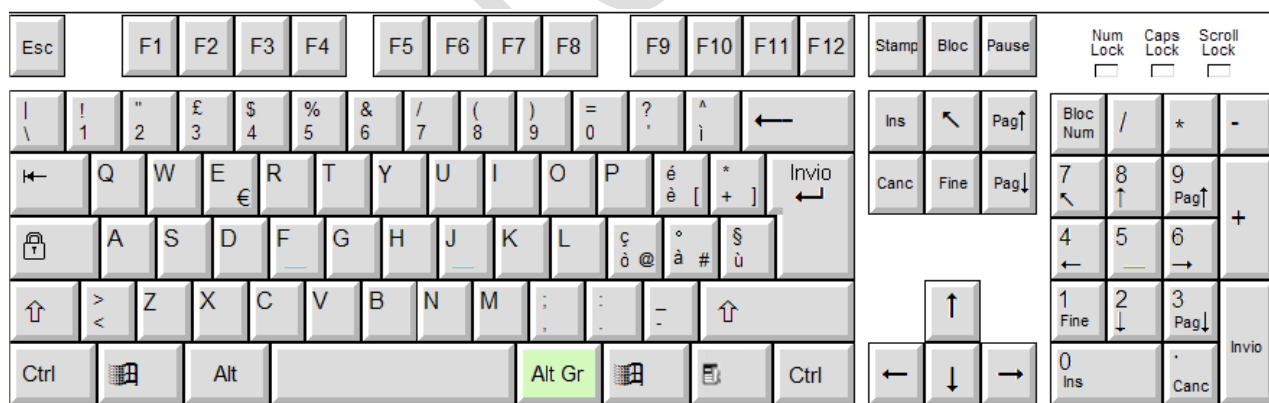 Esc F1 F2 F3 F4 F5 F6 F7 F8 F9 F10 F11 F12 Stamp Bloc Pause Num Lock Caps Lock Scroll Lock
| ! " £ $ % & / ( ) = ? ^
\ 1 2 3 4 5 6 7 8 9 0 ' ì ← Ins ↖ Pag↑ Bloc Num / * -
⇤ Q W E € R T Y U I O P é è [ * + ] Invio ↵ Canc Fine Pag↓ 7 ↖ 8 ↑ 9 Pag↑ +
A S D F G H J K L ç ò @ ° à # § ù 4 ← 5 6 →
⇧ > < Z X C V B N M ; , : . _ - ⇧ ↑ 1 Fine 2 ↓ 3 Pag↓ Invio
Ctrl Alt Alt Gr Ctrl ← ↓ → 0 Ins . Canc